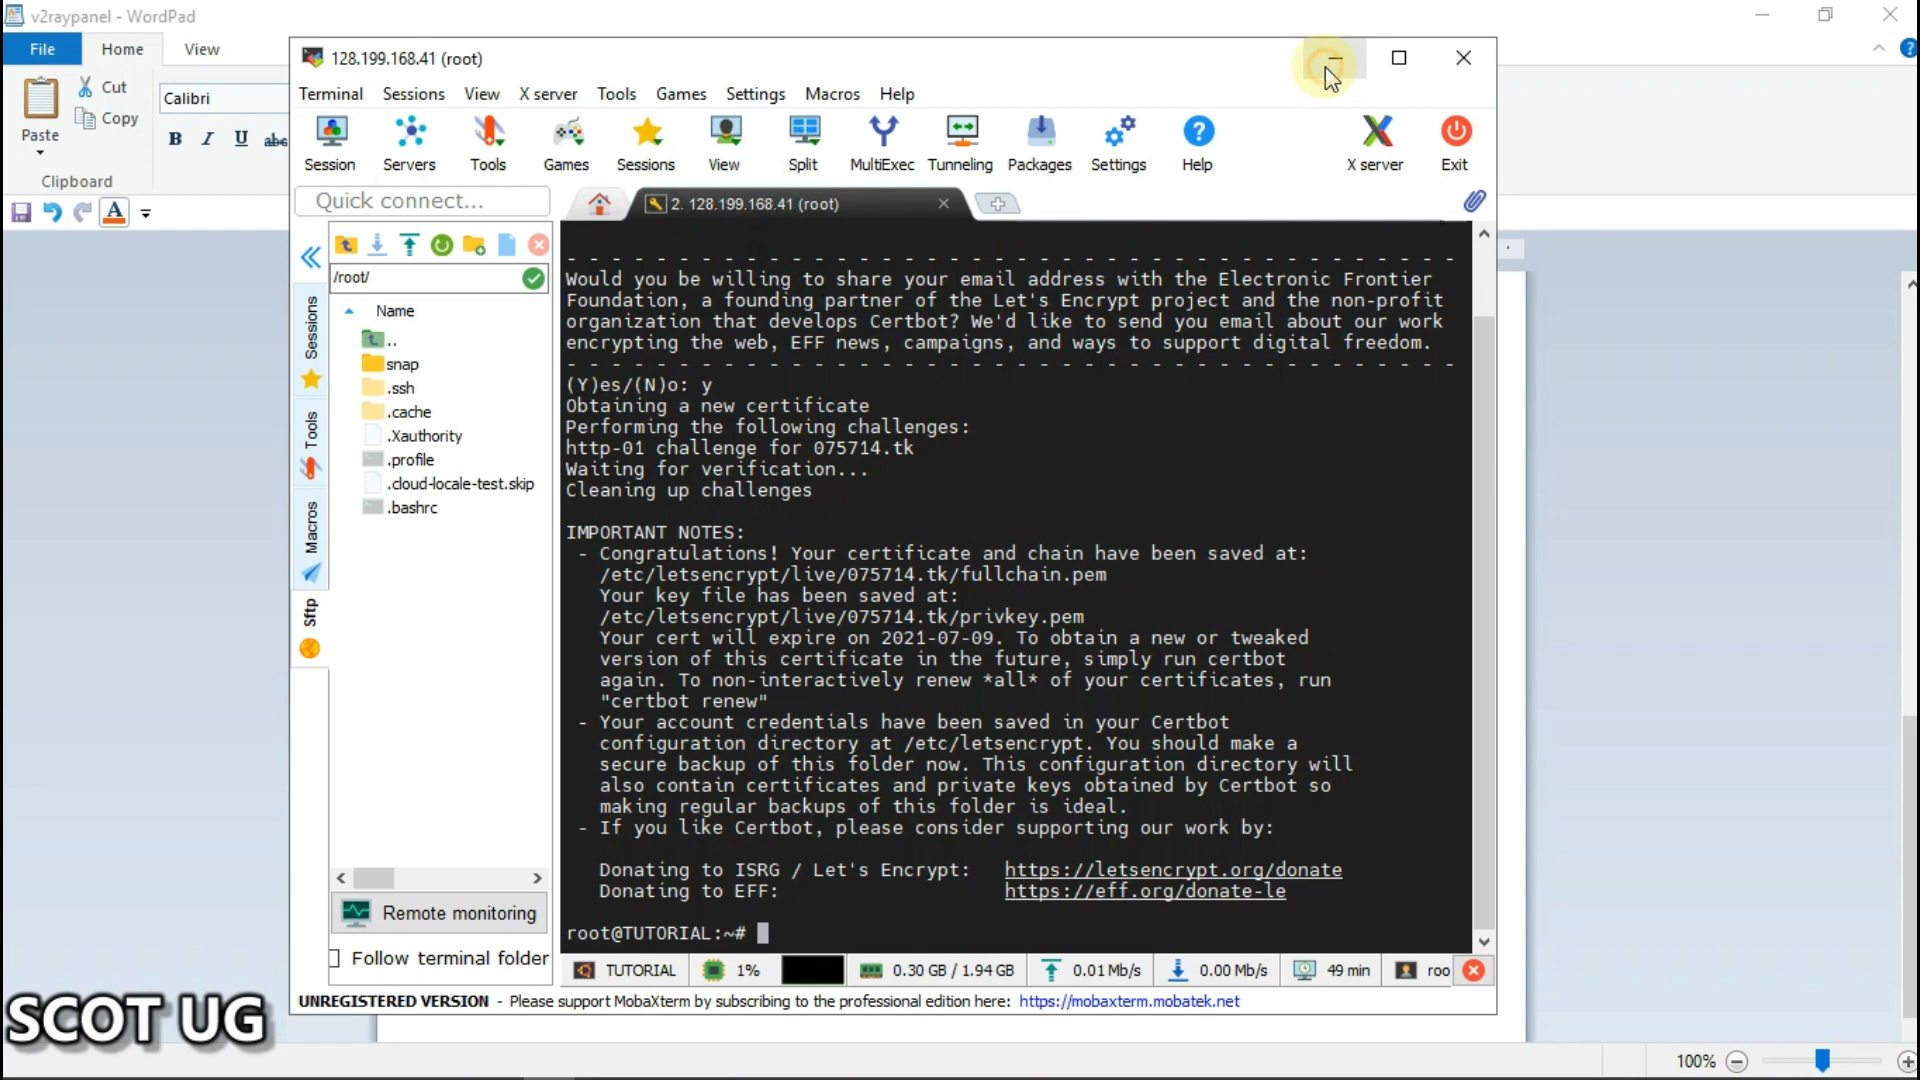 v2raypanel - WordPad
File
Home
View
Paste
Cut
Copy
Calibri
B I U abc
Clipboard
A
128.199.168.41 (root)
Terminal Sessions View X server Tools Games Settings Macros Help
Session Servers Tools Games Sessions View Split MultiExec Tunneling Packages Settings Help X server Exit
Quick connect...
2. 128.199.168.41 (root)
/root/
Name
..
snap
.ssh
.cache
.Xauthority
.profile
.cloud-locale-test.skip
.bashrc
Sessions
Tools
Macros
Sftp
Remote monitoring
Follow terminal folder
- - - - - - - - - - - - - - - - - - - - - - - - - - - - - - - - - - - - - - - -
Would you be willing to share your email address with the Electronic Frontier
Foundation, a founding partner of the Let's Encrypt project and the non-profit
organization that develops Certbot? We'd like to send you email about our work
encrypting the web, EFF news, campaigns, and ways to support digital freedom.
- - - - - - - - - - - - - - - - - - - - - - - - - - - - - - - - - - - - - - - -
(Y)es/(N)o: y
Obtaining a new certificate
Performing the following challenges:
http-01 challenge for 075714.tk
Waiting for verification...
Cleaning up challenges
IMPORTANT NOTES:
- Congratulations! Your certificate and chain have been saved at:
/etc/letsencrypt/live/075714.tk/fullchain.pem
Your key file has been saved at:
/etc/letsencrypt/live/075714.tk/privkey.pem
Your cert will expire on 2021-07-09. To obtain a new or tweaked
version of this certificate in the future, simply run certbot
again. To non-interactively renew *all* of your certificates, run
"certbot renew"
- Your account credentials have been saved in your Certbot
configuration directory at /etc/letsencrypt. You should make a
secure backup of this folder now. This configuration directory will
also contain certificates and private keys obtained by Certbot so
making regular backups of this folder is ideal.
- If you like Certbot, please consider supporting our work by:
Donating to ISRG / Let's Encrypt: https://letsencrypt.org/donate
Donating to EFF: https://eff.org/donate-le
root@TUTORIAL:~#
TUTORIAL 1% 0.30 GB / 1.94 GB 0.01 Mb/s 0.00 Mb/s 49 min roo
UNREGISTERED VERSION - Please support MobaXterm by subscribing to the professional edition here: https://mobaxterm.mobatek.net
SCOT UG
100%